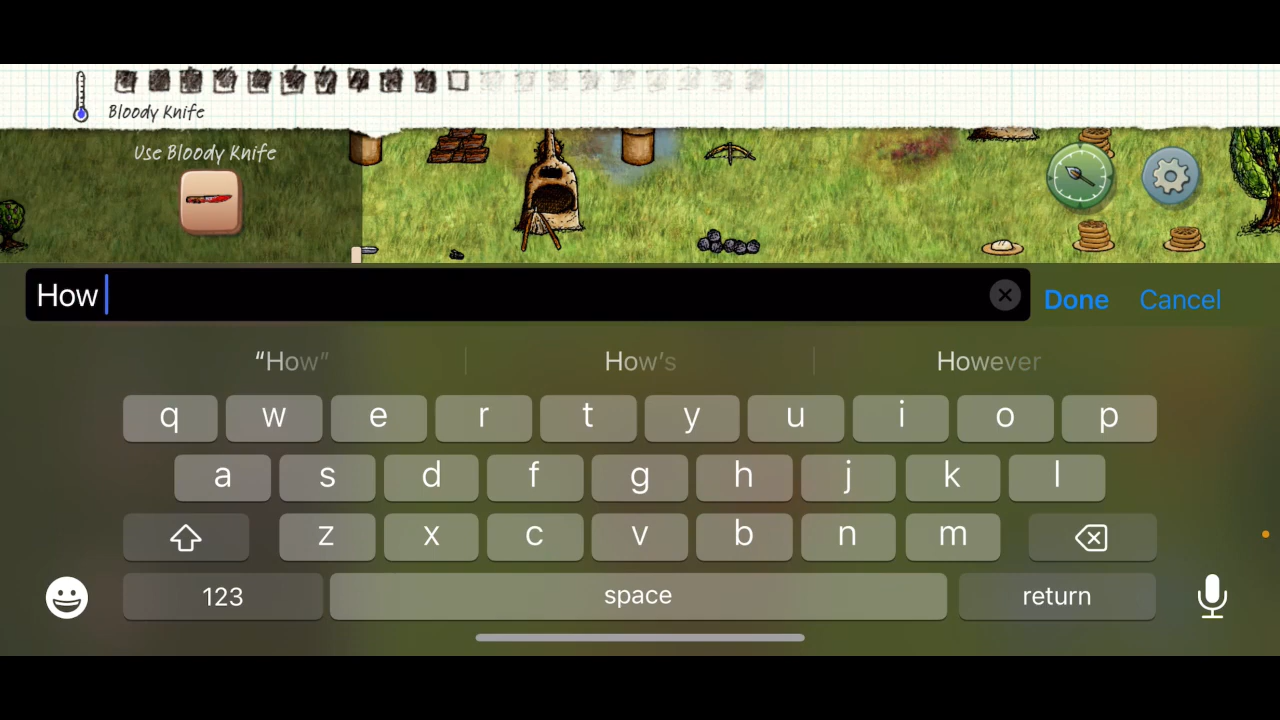 Bloody Knife
Use Bloody Knife
How
Done Cancel
“How” How’s However
q w e r t y u i o p
a s d f g h j k l
z x c v b n m
123 space return